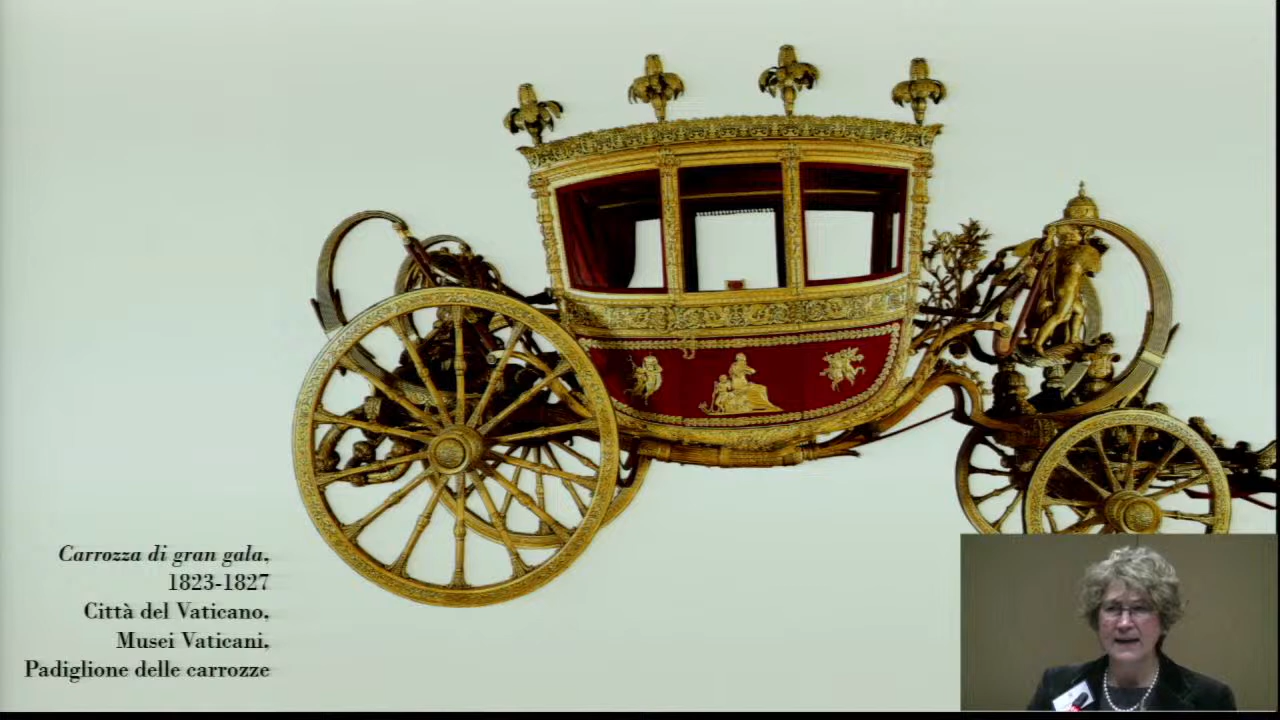 Carrozza di gran gala,
1823-1827
Città del Vaticano,
Musei Vaticani,
Padiglione delle carrozze